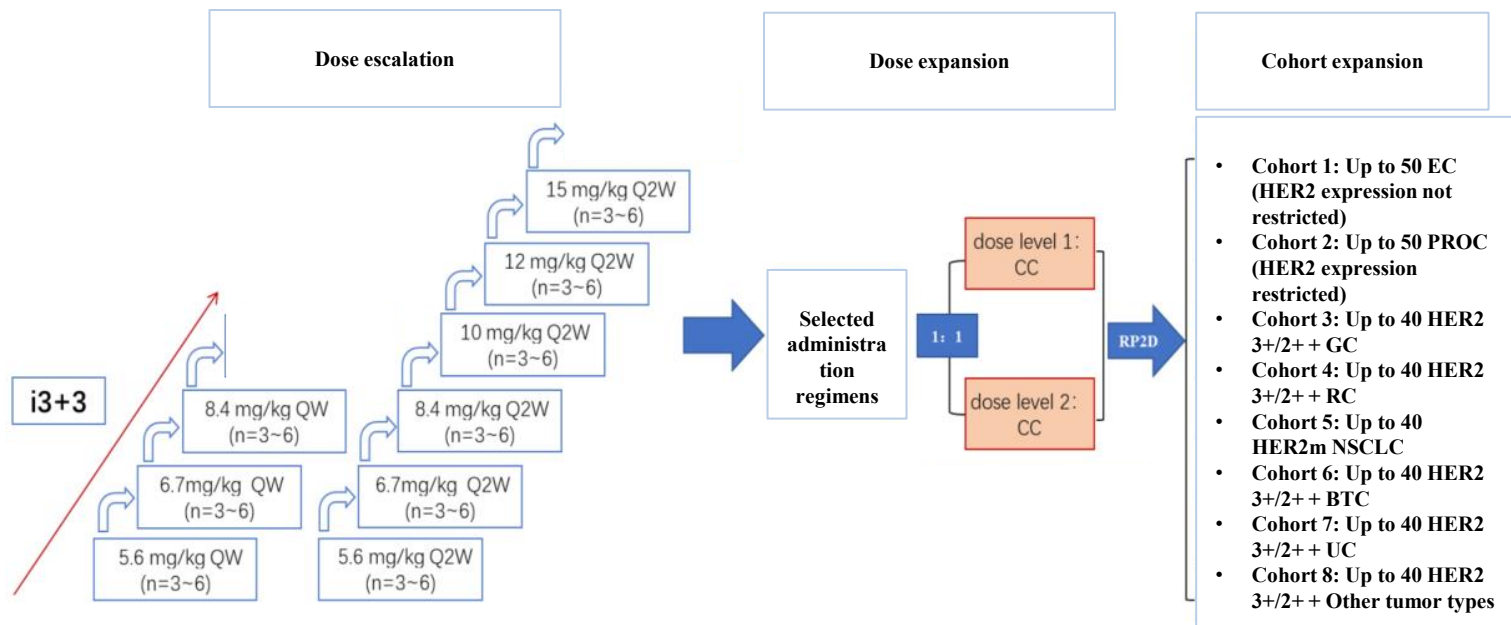 Dose escalation
Dose expansion
Cohort expansion
15 mg/kg Q2W
(n=3~6)
12 mg/kg Q2W
(n=3~6)
10 mg/kg Q2W
(n=3~6)
i3+3
8.4 mg/kg QW
(n=3~6)
8.4 mg/kg Q2W
(n=3~6)
6.7mg/kg QW
(n=3~6)
6.7mg/kg Q2W
(n=3~6)
5.6 mg/kg QW
(n=3~6)
5.6 mg/kg Q2W
(n=3~6)
Selected
administra
tion
regimens
1: 1
dose level 1:
CC
dose level 2:
CC
RP2D
• Cohort 1: Up to 50 EC
(HER2 expression not
restricted)
• Cohort 2: Up to 50 PROC
(HER2 expression
restricted)
• Cohort 3: Up to 40 HER2
3+/2+ + GC
• Cohort 4: Up to 40 HER2
3+/2+ + RC
• Cohort 5: Up to 40
HER2m NSCLC
• Cohort 6: Up to 40 HER2
3+/2+ + BTC
• Cohort 7: Up to 40 HER2
3+/2+ + UC
• Cohort 8: Up to 40 HER2
3+/2+ + Other tumor types